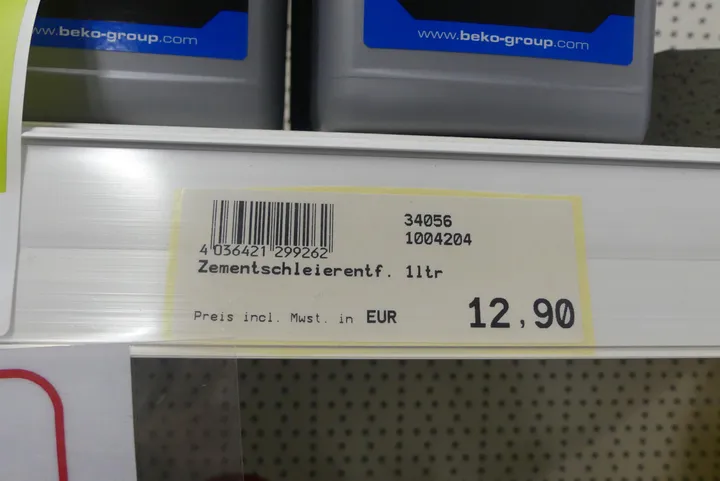 ww.beko-group.com
www.beko-group.com
34056
1004204
4 036421 299262
Zementschleierentf. 1ltr
Preis incl. Mwst. in EUR 12,90